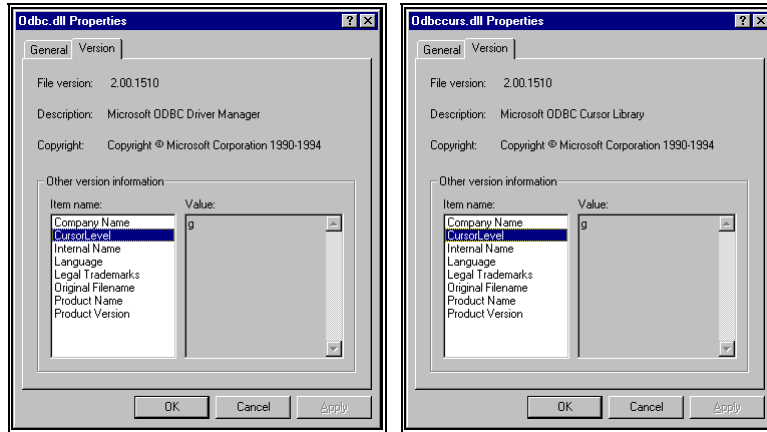 Odbc.dll Properties
General Version
File version: 2.00.1510
Description: Microsoft ODBC Driver Manager
Copyright: Copyright © Microsoft Corporation 1990-1994
Other version information
Item name: Value:
Company Name g
CursorLevel
Internal Name
Language
Legal Trademarks
Original Filename
Product Name
Product Version
OK Cancel Apply
Odbccurs.dll Properties
General Version
File version: 2.00.1510
Description: Microsoft ODBC Cursor Library
Copyright: Copyright © Microsoft Corporation 1990-1994
Other version information
Item name: Value:
Company Name g
CursorLevel
Internal Name
Language
Legal Trademarks
Original Filename
Product Name
Product Version
OK Cancel Apply